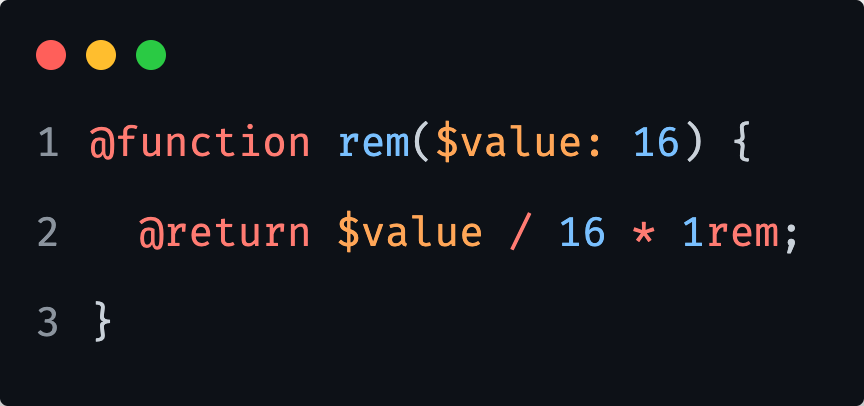 1 @function rem($value: 16) {
2   @return $value / 16 * 1rem;
3 }